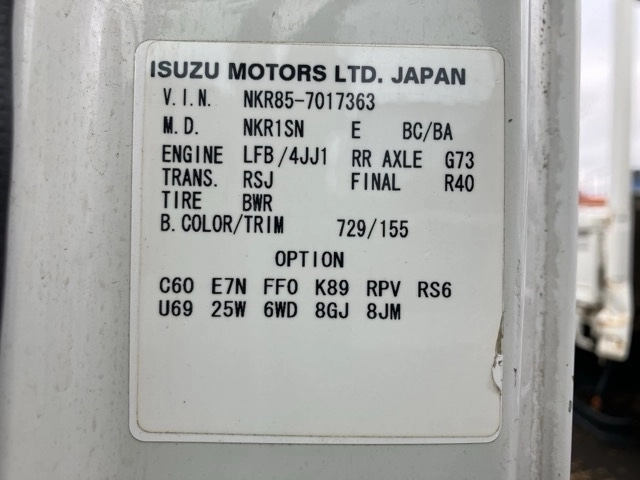 ISUZU MOTORS LTD. JAPAN
V.I.N. NKR85-7017363
M.D. NKR1SN E BC/BA
ENGINE LFB/4JJ1 RR AXLE G73
TRANS. RSJ FINAL R40
TIRE BWR
B.COLOR/TRIM 729/155
OPTION
C60 E7N FF0 K89 RPV RS6
U69 25W 6WD 8GJ 8JM